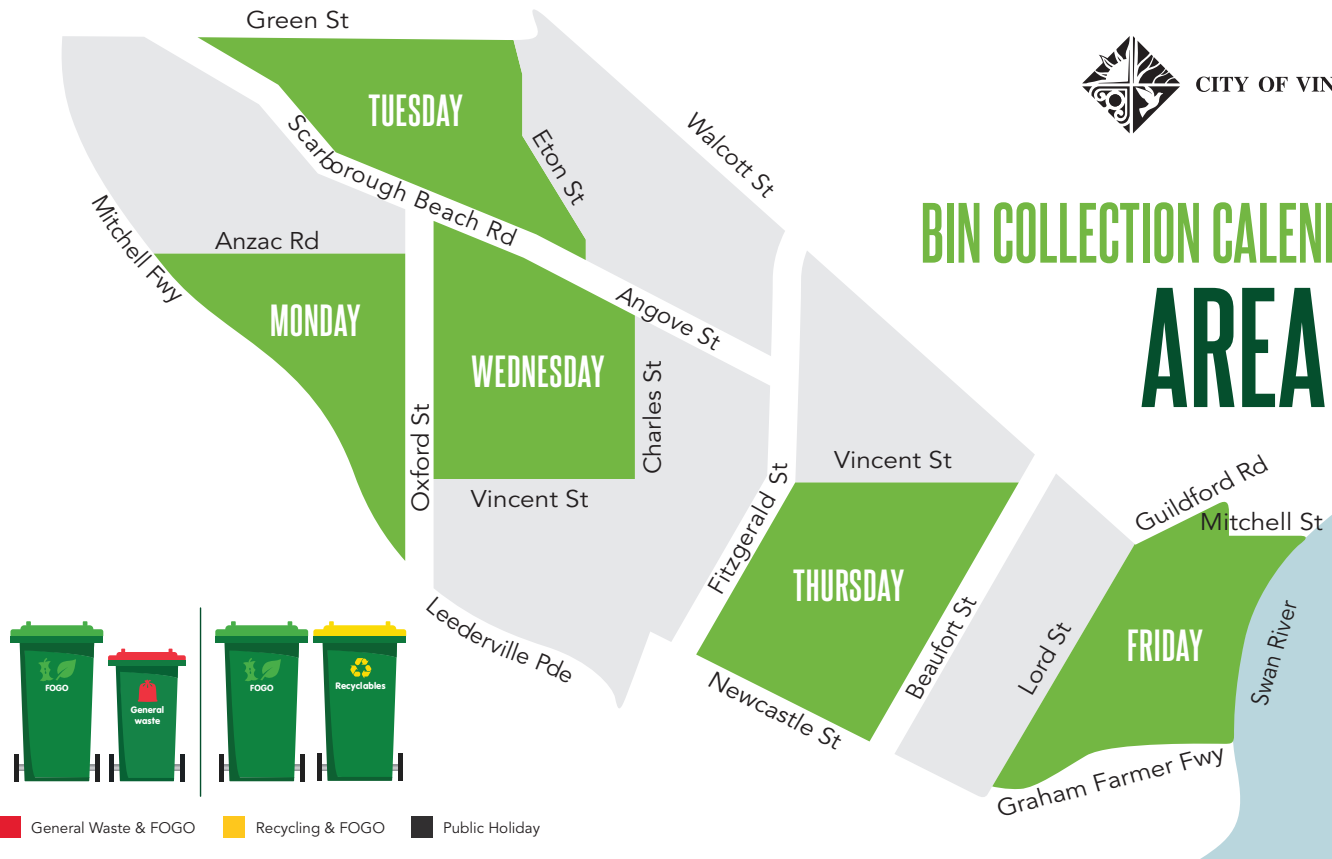 Green St
CITY OF VIN
TUESDAY
Walcott St
Eton St
Scarborough Beach Rd
Mitchell Fwy
Anzac Rd
BIN COLLECTION CALEN
AREA
MONDAY
Angove St
WEDNESDAY
Charles St
Oxford St
Vincent St
Vincent St
Fitzgerald St
Guildford Rd
Mitchell St
THURSDAY
Beaufort St
Lord St
FRIDAY
Swan River
Leederville Pde
Newcastle St
Graham Farmer Fwy
FOGO
General
waste
FOGO
Recyclables
General Waste & FOGO
Recycling & FOGO
Public Holiday